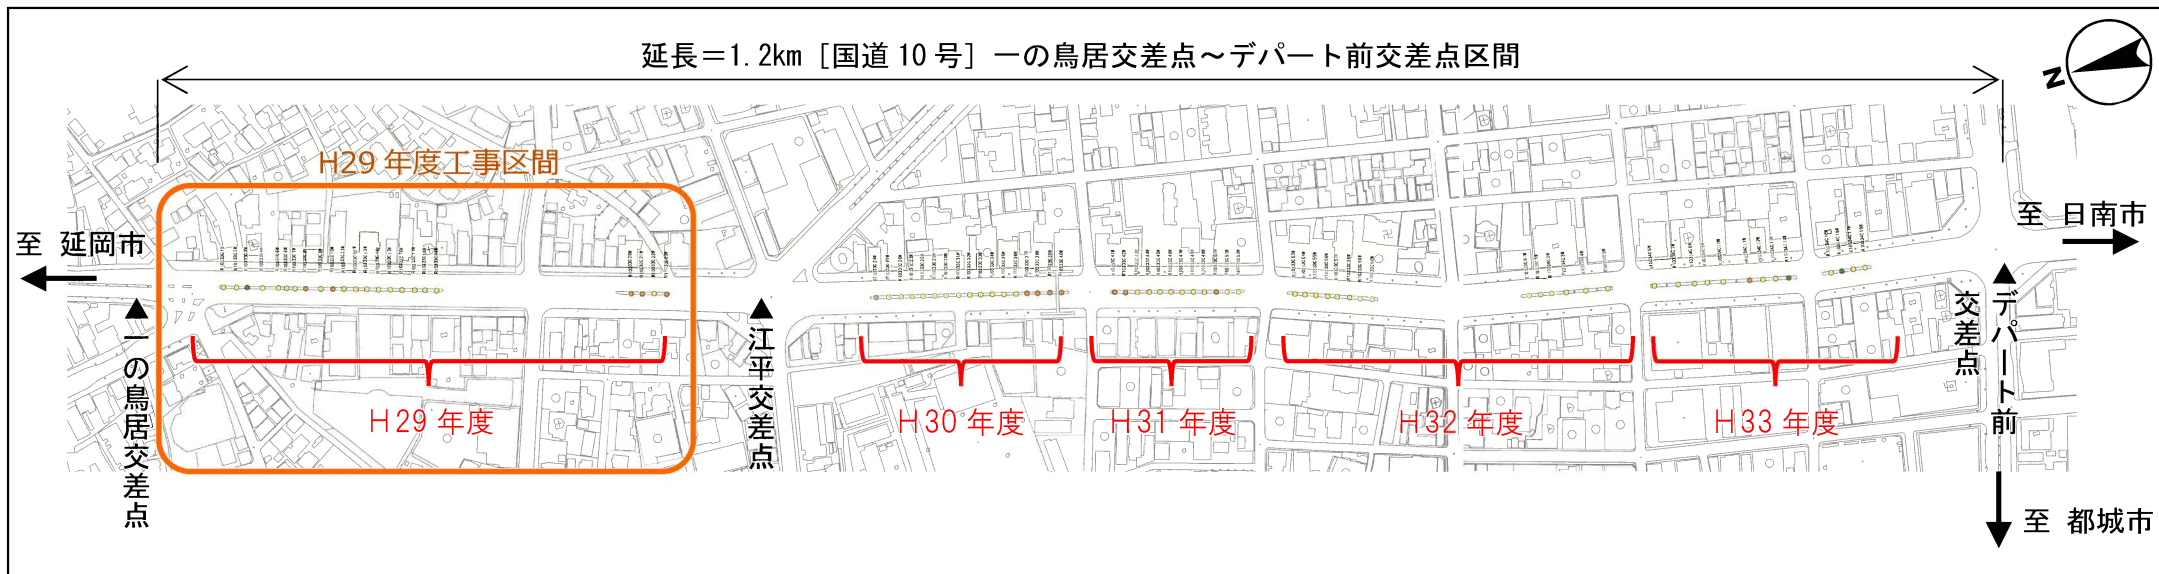 延長＝1.2km［国道10号］一の鳥居交差点～デパート前交差点区間
N
H29年度工事区間
至 延岡市
至 日南市
一の鳥居交差点
江平交差点
デパート前
交差点
H29年度
H30年度
H31年度
H32年度
H33年度
至 都城市